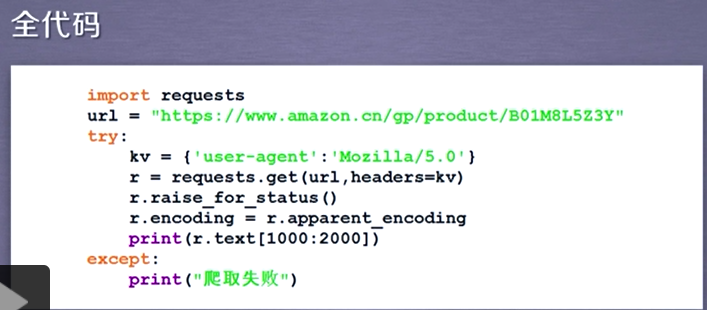 全代码
import requests
url = "https://www.amazon.cn/gp/product/B01M8L5Z3Y"
try:
    kv = {'user-agent':'Mozilla/5.0'}
    r = requests.get(url,headers=kv)
    r.raise_for_status()
    r.encoding = r.apparent_encoding
    print(r.text[1000:2000])
except:
    print("爬取失败")